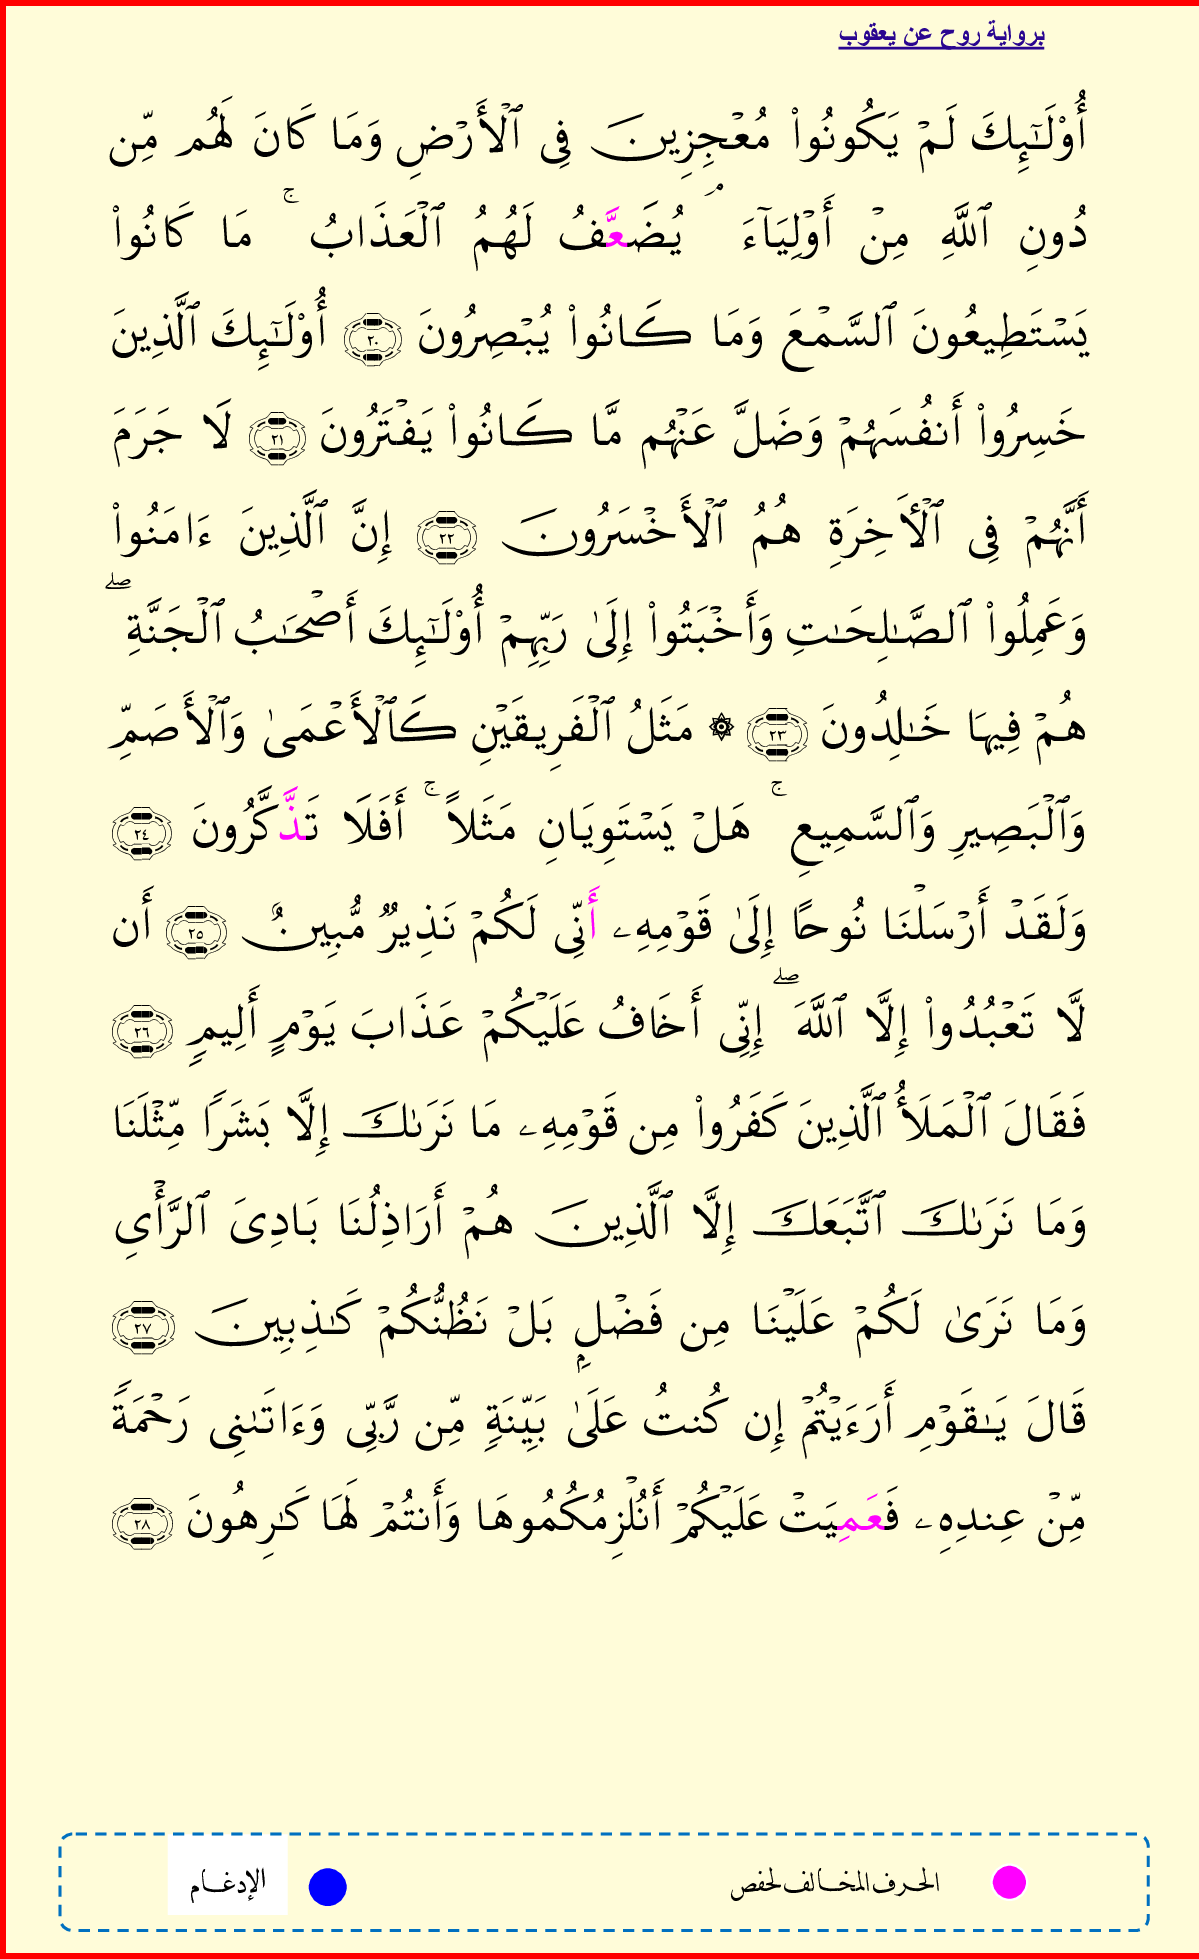 برواية روح عن يعقوب
أُوْلَـٰٓئِكَ لَمْ يَكُونُوا۟ مُعْجِزِينَ فِى ٱلْأَرْضِ وَمَا كَانَ لَهُم مِّن
دُونِ ٱللَّهِ مِنْ أَوْلِيَآءَ ۘ يُضَعَّفُ لَهُمُ ٱلْعَذَابُ ۚ مَا كَانُوا۟
يَسْتَطِيعُونَ ٱلسَّمْعَ وَمَا كَانُوا۟ يُبْصِرُونَ ٢٠ أُوْلَـٰٓئِكَ ٱلَّذِينَ
خَسِرُوا۟ أَنفُسَهُمْ وَضَلَّ عَنْهُم مَّا كَانُوا۟ يَفْتَرُونَ ٢١ لَا جَرَمَ
أَنَّهُمْ فِى ٱلْأَخِرَةِ هُمُ ٱلْأَخْسَرُونَ ٢٢ إِنَّ ٱلَّذِينَ ءَامَنُوا۟
وَعَمِلُوا۟ ٱلصَّـٰلِحَـٰتِ وَأَخْبَتُوا۟ إِلَىٰ رَبِّهِمْ أُوْلَـٰٓئِكَ أَصْحَـٰبُ ٱلْجَنَّةِ ۖ
هُمْ فِيهَا خَـٰلِدُونَ ٢٣ ۞ مَثَلُ ٱلْفَرِيقَيْنِ كَٱلْأَعْمَىٰ وَٱلْأَصَمِّ
وَٱلْبَصِيرِ وَٱلسَّمِيعِ ۚ هَلْ يَسْتَوِيَانِ مَثَلاً ۚ أَفَلَا تَذَّكَّرُونَ ٢٤
وَلَقَدْ أَرْسَلْنَا نُوحًا إِلَىٰ قَوْمِهِۦ أَنِّى لَكُمْ نَذِيرٌ مُّبِينٌ ٢٥ أَن
لَّا تَعْبُدُوا۟ إِلَّا ٱللَّهَ ۖ إِنِّى أَخَافُ عَلَيْكُمْ عَذَابَ يَوْمٍ أَلِيمٍ ٢٦
فَقَالَ ٱلْمَلَأُ ٱلَّذِينَ كَفَرُوا۟ مِن قَوْمِهِۦ مَا نَرَىٰكَ إِلَّا بَشَرًا مِّثْلَنَا
وَمَا نَرَىٰكَ ٱتَّبَعَكَ إِلَّا ٱلَّذِينَ هُمْ أَرَاذِلُنَا بَادِىَ ٱلرَّأْىِ
وَمَا نَرَىٰ لَكُمْ عَلَيْنَا مِن فَضْلٍۭ بَلْ نَظُنُّكُمْ كَـٰذِبِينَ ٢٧
قَالَ يَـٰقَوْمِ أَرَءَيْتُمْ إِن كُنتُ عَلَىٰ بَيِّنَةٍ مِّن رَّبِّى وَءَاتَىٰنِى رَحْمَةً
مِّنْ عِندِهِۦ فَعَمِيَتْ عَلَيْكُمْ أَنُلْزِمُكُمُوهَا وَأَنتُمْ لَهَا كَـٰرِهُونَ ٢٨
الحرف المخالف لحفص
الإدغام